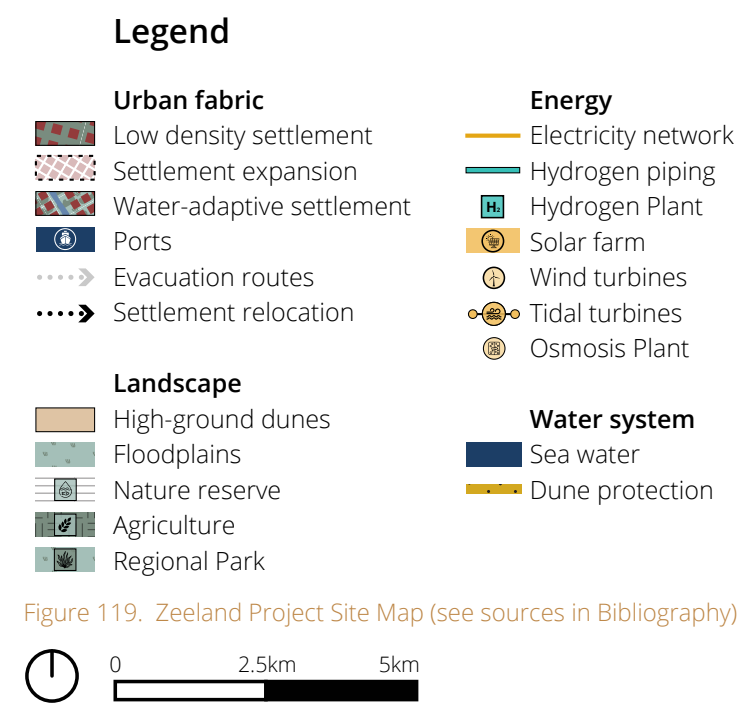 Legend
Urban fabric
Low density settlement
Settlement expansion
Water-adaptive settlement
Ports
Evacuation routes
Settlement relocation
Landscape
High-ground dunes
Floodplains
Nature reserve
Agriculture
Regional Park
Energy
Electricity network
Hydrogen piping
H₂ Hydrogen Plant
Solar farm
Wind turbines
Tidal turbines
Osmosis Plant
Water system
Sea water
Dune protection
Figure 119. Zeeland Project Site Map (see sources in Bibliography)
0 2.5km 5km